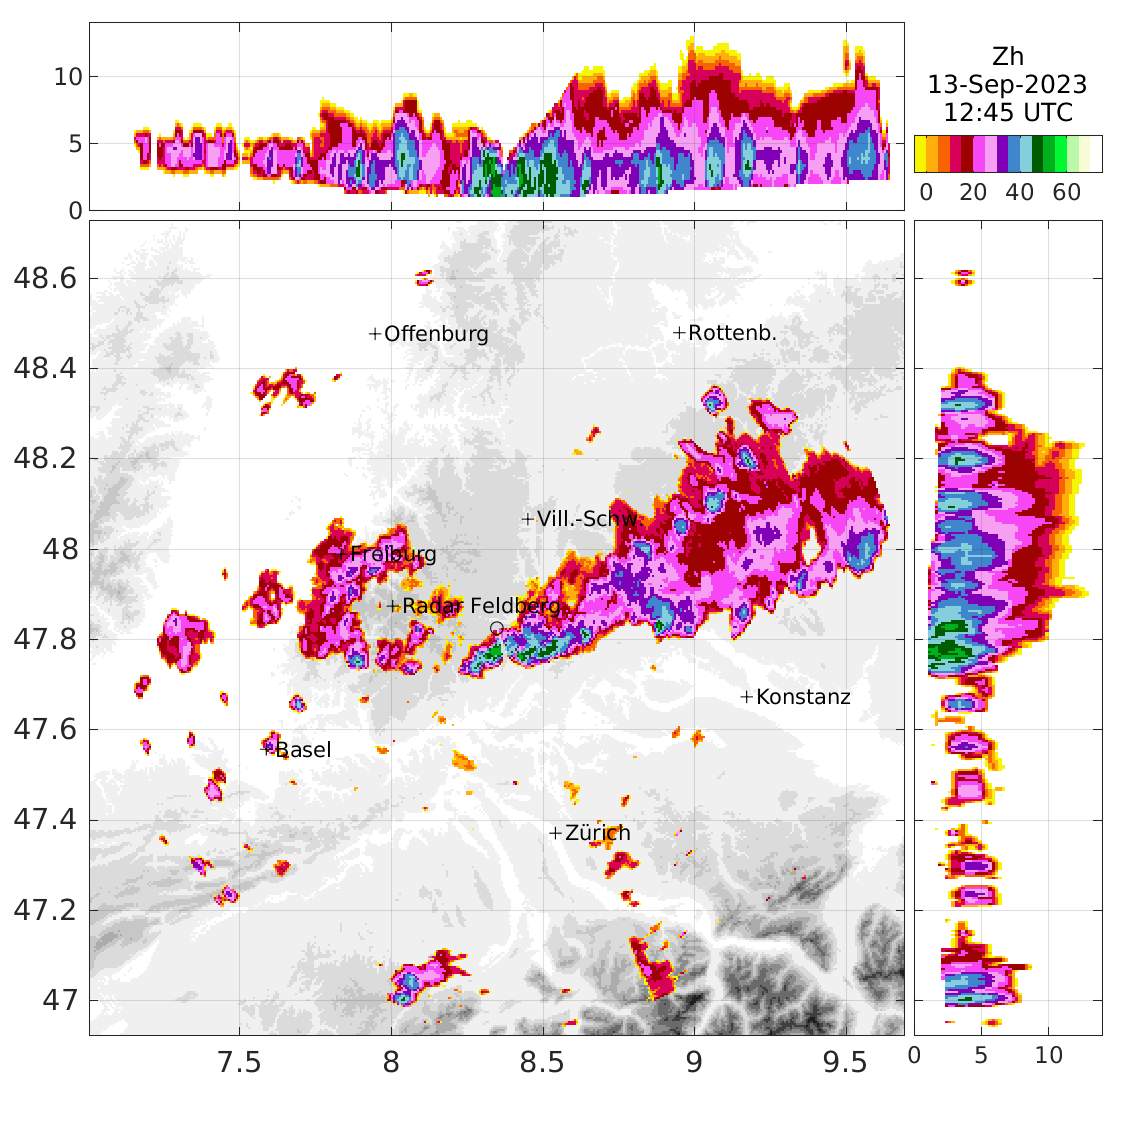 10
5
0
Zh
13-Sep-2023
12:45 UTC
0 20 40 60
48.6
48.4
48.2
48
47.8
47.6
47.4
47.2
47
+Offenburg
+Rottenb.
+Vill.-Schw.
+Freiburg
+Radar Feldberg
+Konstanz
+Basel
+Zürich
7.5 8 8.5 9 9.5
0 5 10